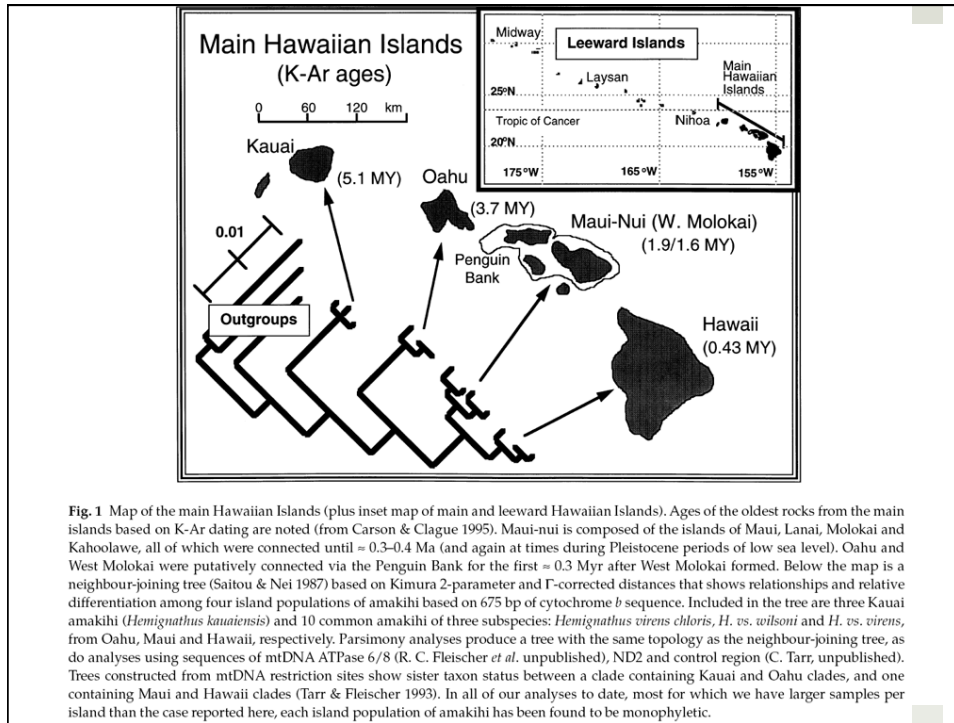 Main Hawaiian Islands
(K-Ar ages)
0 60 120 km
Kauai
(5.1 MY)
Oahu
(3.7 MY)
Maui-Nui (W. Molokai)
(1.9/1.6 MY)
Penguin
Bank
Hawaii
(0.43 MY)
0.01
Outgroups
Midway
Leeward Islands
Laysan
Main
Hawaiian
Islands
25ºN
Nihoa
Tropic of Cancer
20ºN
175 ºW 165 ºW 155 ºW
Fig. 1 Map of the main Hawaiian Islands (plus inset map of main and leeward Hawaiian Islands). Ages of the oldest rocks from the main
islands based on K-Ar dating are noted (from Carson & Clague 1995). Maui-nui is composed of the islands of Maui, Lanai, Molokai and
Kahoolawe, all of which were connected until ≈ 0.3–0.4 Ma (and again at times during Pleistocene periods of low sea level). Oahu and
West Molokai were putatively connected via the Penguin Bank for the first ≈ 0.3 Myr after West Molokai formed. Below the map is a
neighbour-joining tree (Saitou & Nei 1987) based on Kimura 2-parameter and Γ-corrected distances that shows relationships and relative
differentiation among four island populations of amakihi based on 675 bp of cytochrome b sequence. Included in the tree are three Kauai
amakihi (Hemignathus kauaiensis) and 10 common amakihi of three subspecies: Hemignathus virens chloris, H. vs. wilsoni and H. vs. virens,
from Oahu, Maui and Hawaii, respectively. Parsimony analyses produce a tree with the same topology as the neighbour-joining tree, as
do analyses using sequences of mtDNA ATPase 6/8 (R. C. Fleischer et al. unpublished), ND2 and control region (C. Tarr, unpublished).
Trees constructed from mtDNA restriction sites show sister taxon status between a clade containing Kauai and Oahu clades, and one
containing Maui and Hawaii clades (Tarr & Fleischer 1993). In all of our analyses to date, most for which we have larger samples per
island than the case reported here, each island population of amakihi has been found to be monophyletic.